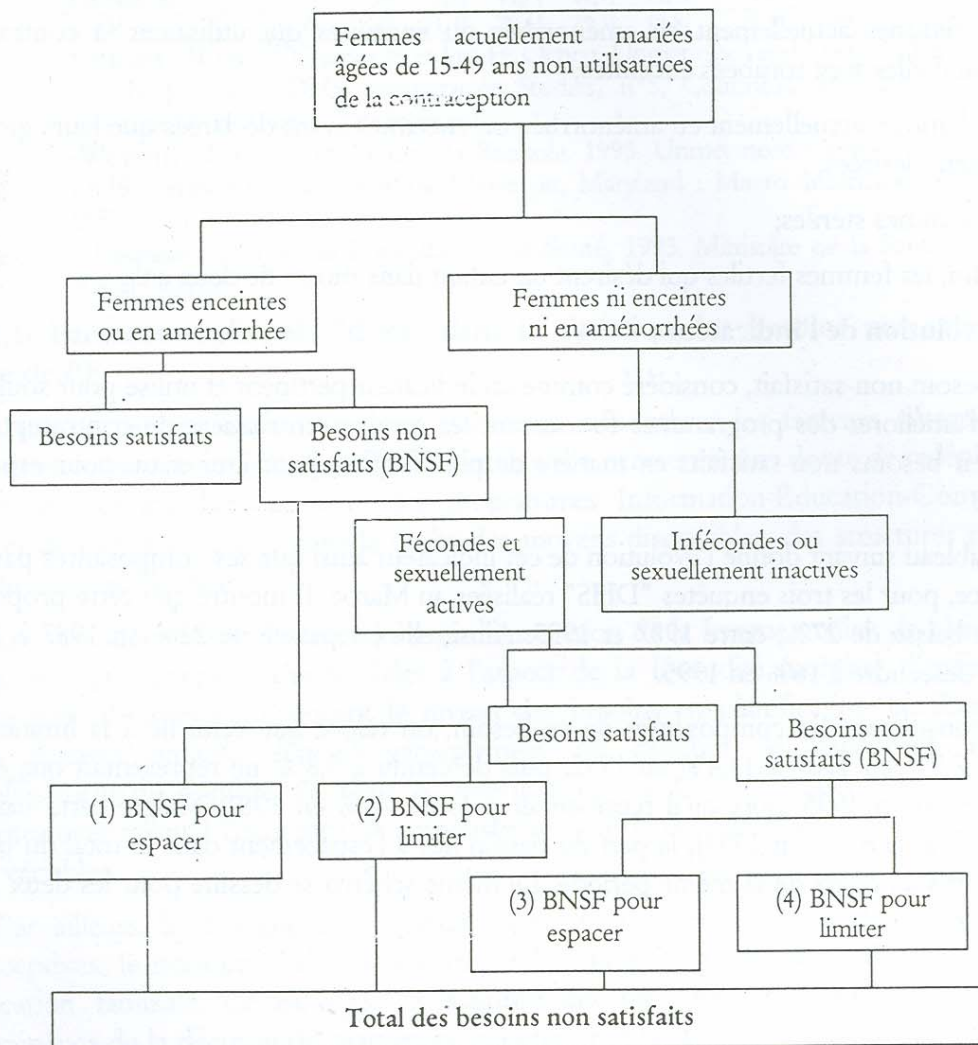 Femmes actuellement mariées
âgées de 15-49 ans non utilisatrices
de la contraception
Femmes enceintes
ou en aménorrhée
Femmes ni enceintes
ni en aménorrhées
Besoins satisfaits
Besoins non
satisfaits (BNSF)
Fécondes et
sexuellement
actives
Infécondes ou
sexuellement inactives
Besoins satisfaits
Besoins non
satisfaits (BNSF)
(1) BNSF pour
espacer
(2) BNSF pour
limiter
(3) BNSF pour
espacer
(4) BNSF pour
limiter
Total des besoins non satisfaits